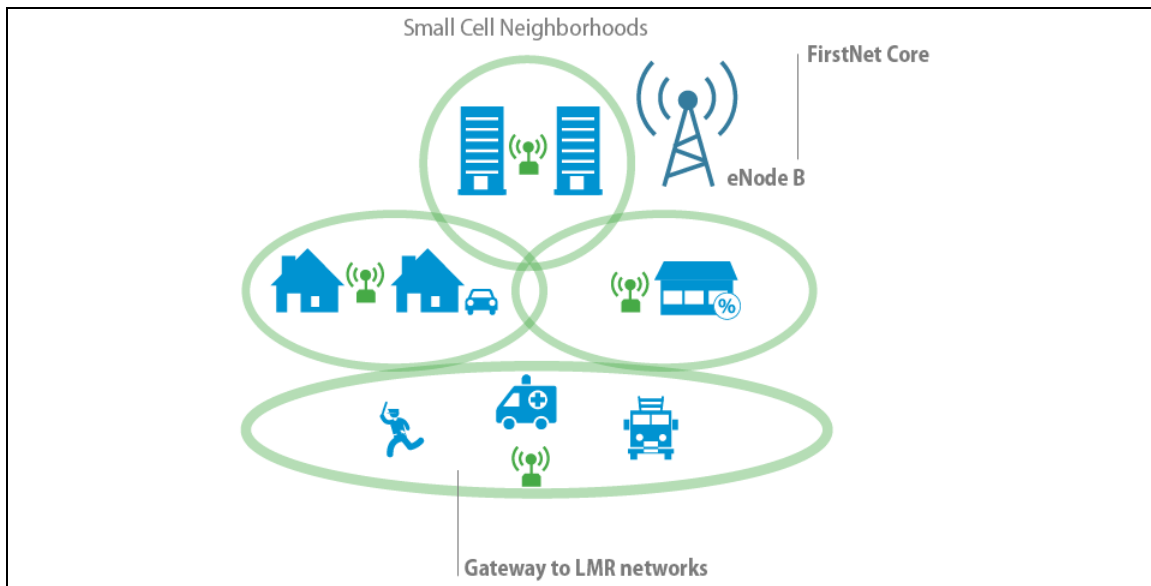 Small Cell Neighborhoods
FirstNet Core
eNode B
%
Gateway to LMR networks